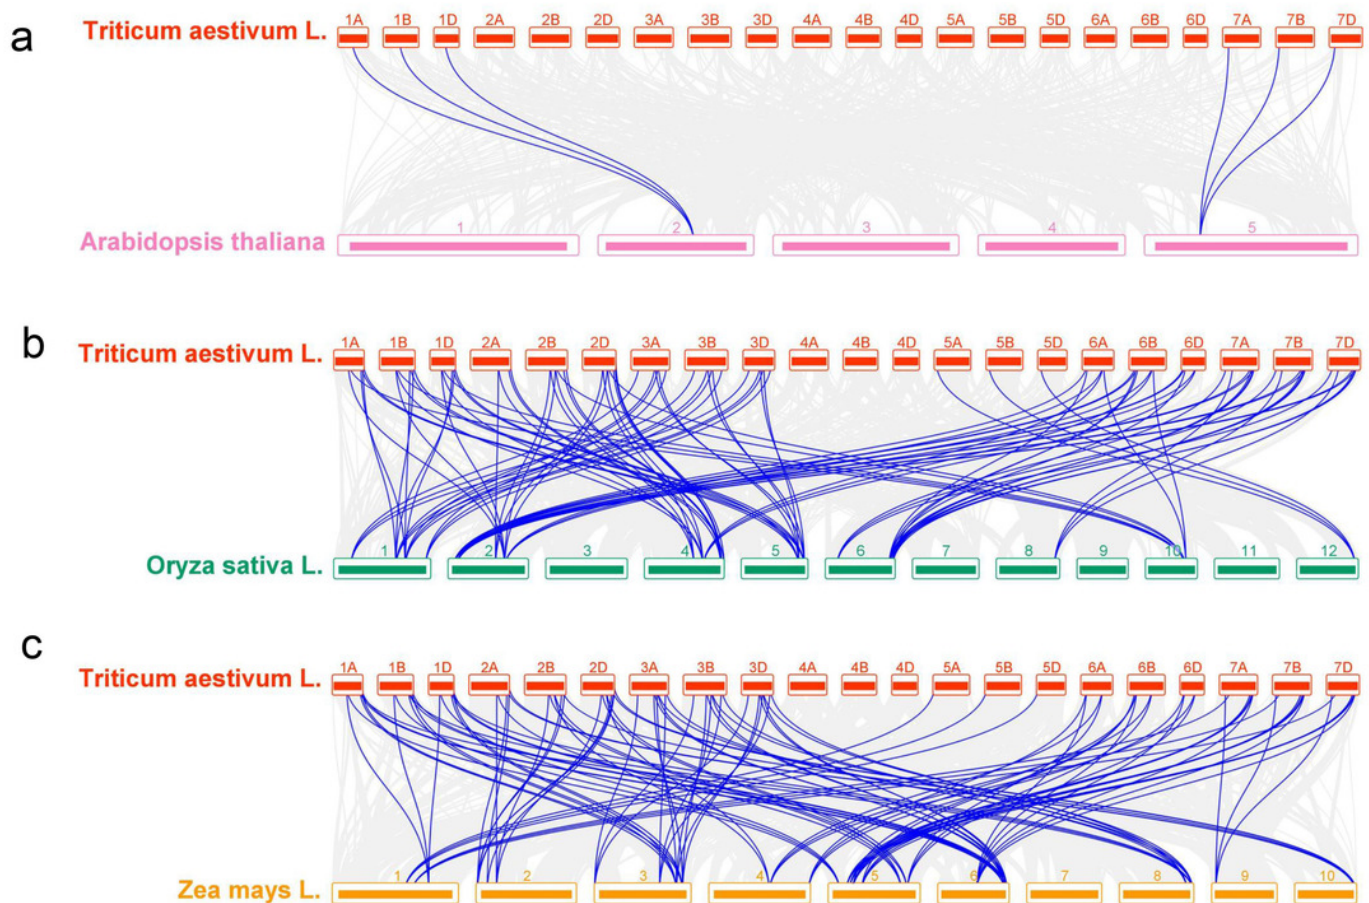 a
1A 1B 1D 2A 2B 2D 3A 3B 3D 4A 4B 4D 5A 5B 5D 6A 6B 6D 7A 7B 7D
Triticum aestivum L.
1 2 3 4 5
Arabidopsis thaliana
b
1A 1B 1D 2A 2B 2D 3A 3B 3D 4A 4B 4D 5A 5B 5D 6A 6B 6D 7A 7B 7D
Triticum aestivum L.
1 2 3 4 5 6 7 8 9 10 11 12
Oryza sativa L.
c
1A 1B 1D 2A 2B 2D 3A 3B 3D 4A 4B 4D 5A 5B 5D 6A 6B 6D 7A 7B 7D
Triticum aestivum L.
1 2 3 4 5 6 7 8 9 10
Zea mays L.